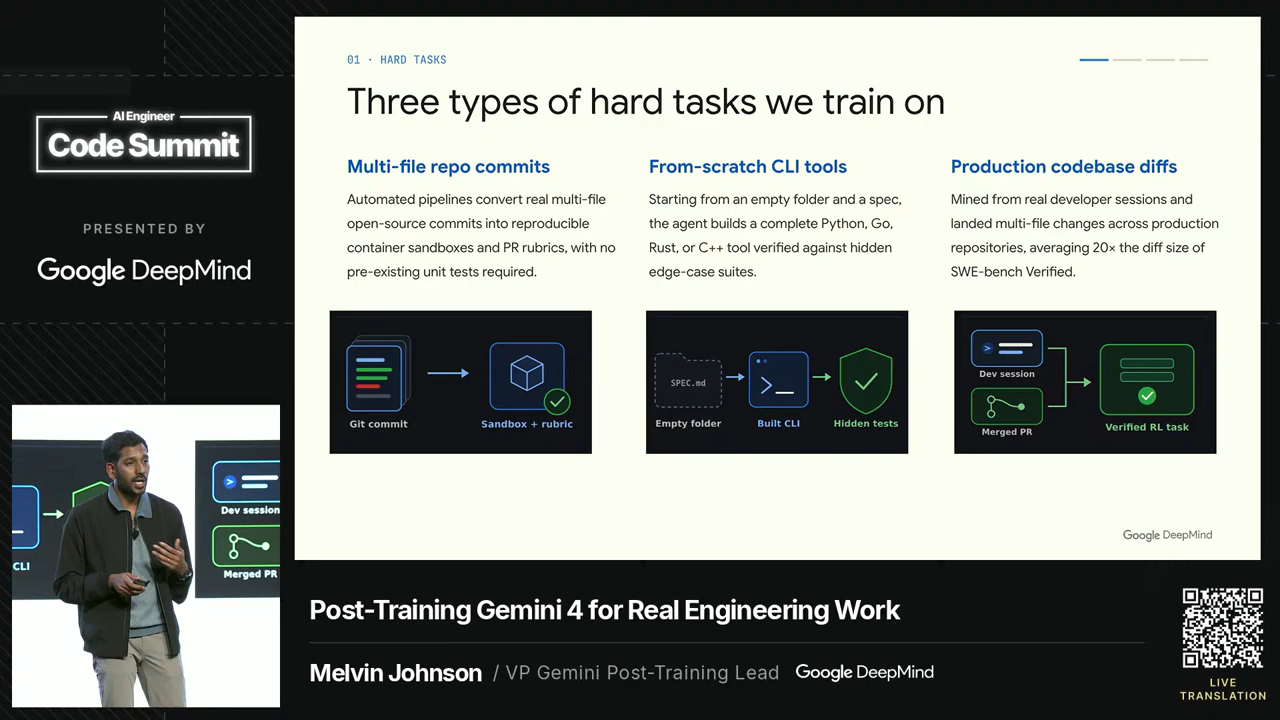 AI Engineer
Code Summit
PRESENTED BY
Google DeepMind
01 · HARD TASKS
Three types of hard tasks we train on
Multi-file repo commits
Automated pipelines convert real multi-file
open-source commits into reproducible
container sandboxes and PR rubrics, with no
pre-existing unit tests required.
Git commit
Sandbox + rubric
From-scratch CLI tools
Starting from an empty folder and a spec,
the agent builds a complete Python, Go,
Rust, or C++ tool verified against hidden
edge-case suites.
SPEC.md
Empty folder
Built CLI
Hidden tests
Production codebase diffs
Mined from real developer sessions and
landed multi-file changes across production
repositories, averaging 20× the diff size of
SWE-bench Verified.
Dev session
Merged PR
Verified RL task
Google DeepMind
CLI
Dev session
Merged PR
Post-Training Gemini 4 for Real Engineering Work
Melvin Johnson / VP Gemini Post-Training Lead Google DeepMind
LIVE
TRANSLATION